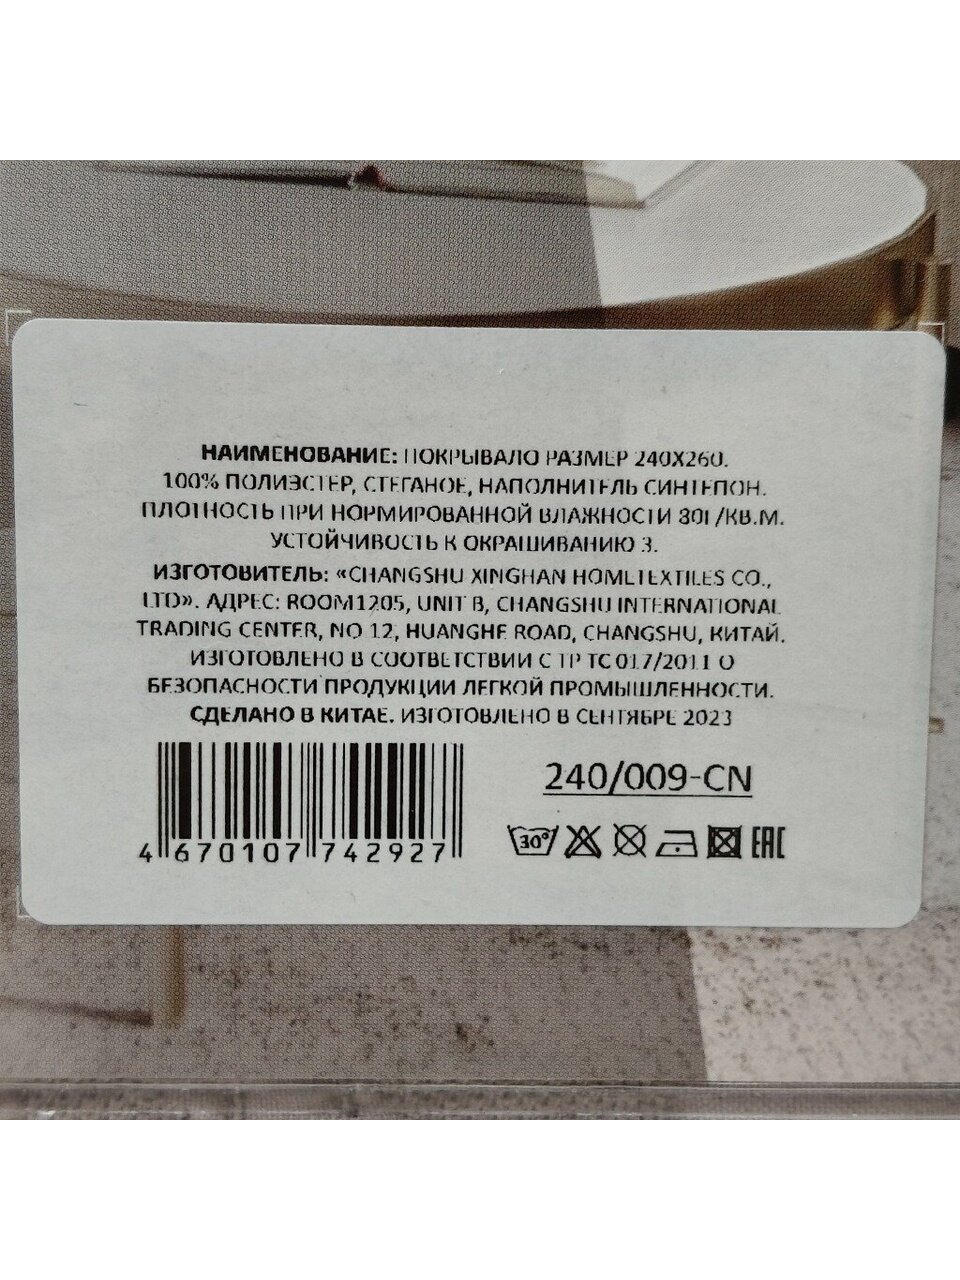 НАИМЕНОВАНИЕ: ПОКРЫВАЛО РАЗМЕР 240X260.
100% ПОЛИЭСТЕР, СТЕГАНОЕ, НАПОЛНИТЕЛЬ СИНТЕПОН.
ПЛОТНОСТЬ ПРИ НОРМИРОВАННОЙ ВЛАЖНОСТИ 80Г/КВ.М.
УСТОЙЧИВОСТЬ К ОКРАШИВАНИЮ 3.
ИЗГОТОВИТЕЛЬ: «CHANGSHU XINGHAN HOMETEXTILES CO.,
LTD». АДРЕС: ROOM1205, UNIT B, CHANGSHU INTERNATIONAL
TRADING CENTER, NO 12, HUANGHE ROAD, CHANGSHU, КИТАЙ.
ИЗГОТОВЛЕНО В СООТВЕТСТВИИ С ТР ТС 017/2011 О
БЕЗОПАСНОСТИ ПРОДУКЦИИ ЛЕГКОЙ ПРОМЫШЛЕННОСТИ.
СДЕЛАНО В КИТАЕ. ИЗГОТОВЛЕНО В СЕНТЯБРЕ 2023
240/009-CN
30° EAC
4 670107 742927